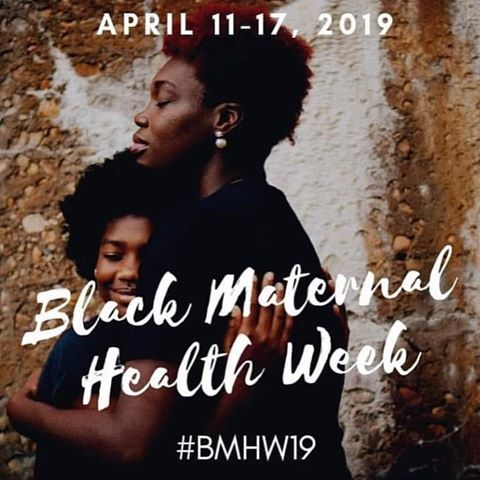 APRIL 11-17, 2019
Black Maternal
Health Week
#BMHW19